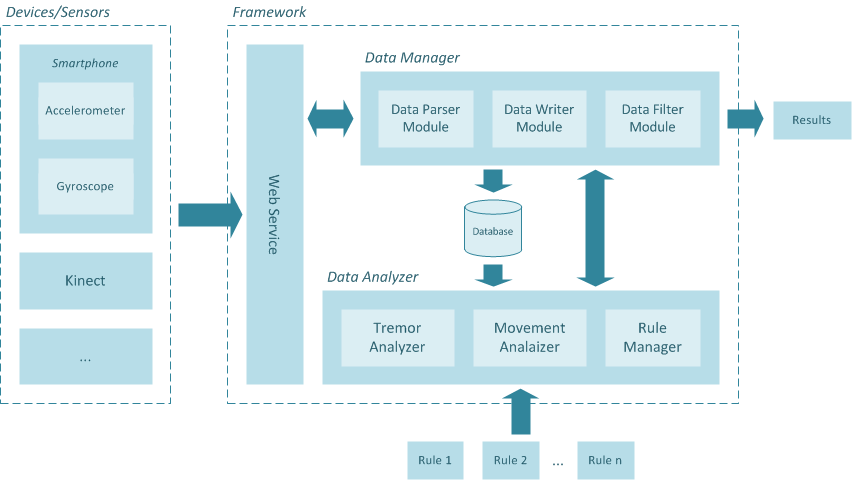 Devices/Sensors
Smartphone
Accelerometer
Gyroscope
Kinect
...
Framework
Web Service
Data Manager
Data Parser
Module
Data Writer
Module
Data Filter
Module
Results
Database
Data Analyzer
Tremor
Analyzer
Movement
Analaizer
Rule
Manager
Rule 1
Rule 2
...
Rule n